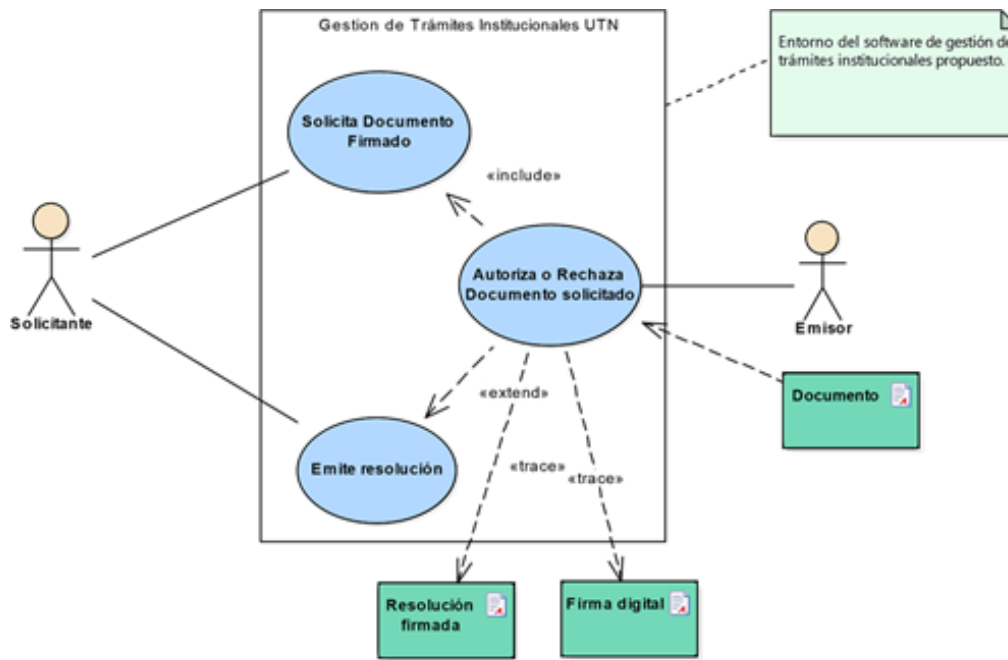 Gestion de Trámites Institucionales UTN
Entorno del software de gestión de
trámites institucionales propuesto.
Solicita Documento
Firmado
«include»
Autoriza o Rechaza
Documento solicitado
Solicitante
Emisor
Documento
«extend»
Emite resolución
«trace»
«trace»
Resolución
firmada
Firma digital